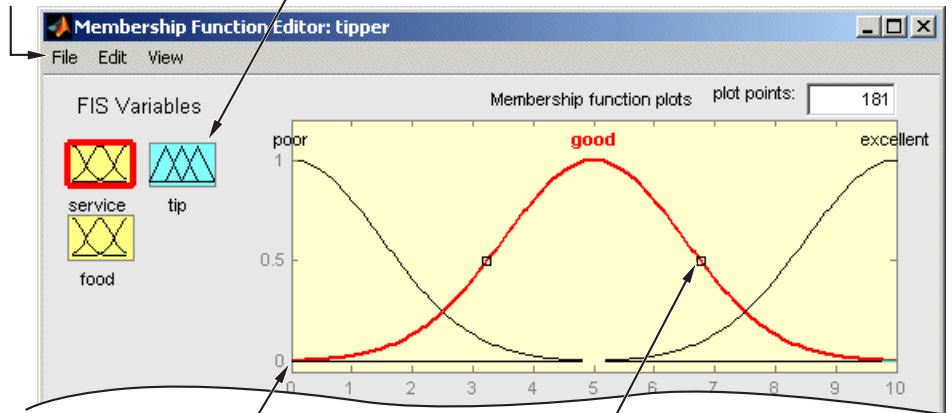 Membership Function Editor: tipper
File Edit View
FIS Variables
Membership function plots plot points: 181
poor good excellent
1
service tip
0.5
food
0
0 1 2 3 4 5 6 7 8 9 10